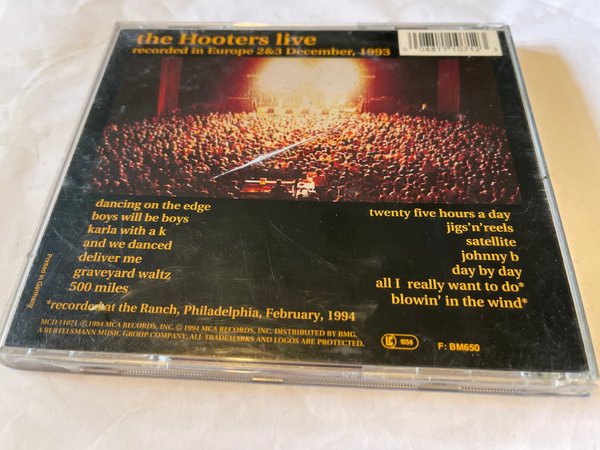 the Hooters live
recorded in Europe 2&3 December, 1993
0 08811 10712 3
dancing on the edge
boys will be boys
karla with a k
and we danced
deliver me
graveyard waltz
500 miles
twenty five hours a day
jigs'n'reels
satellite
johnny b
day by day
all I really want to do*
blowin' in the wind*
*recorded at the Ranch, Philadelphia, February, 1994
MCD 11071 ℗ 1994 MCA RECORDS, INC. © 1994 MCA RECORDS, INC. DISTRIBUTED BY BMG.
A BERTELSMANN MUSIC GROUP COMPANY. ALL TRADEMARKS AND LOGOS ARE PROTECTED.
LC 1056
F: BM650
Printed in Germany